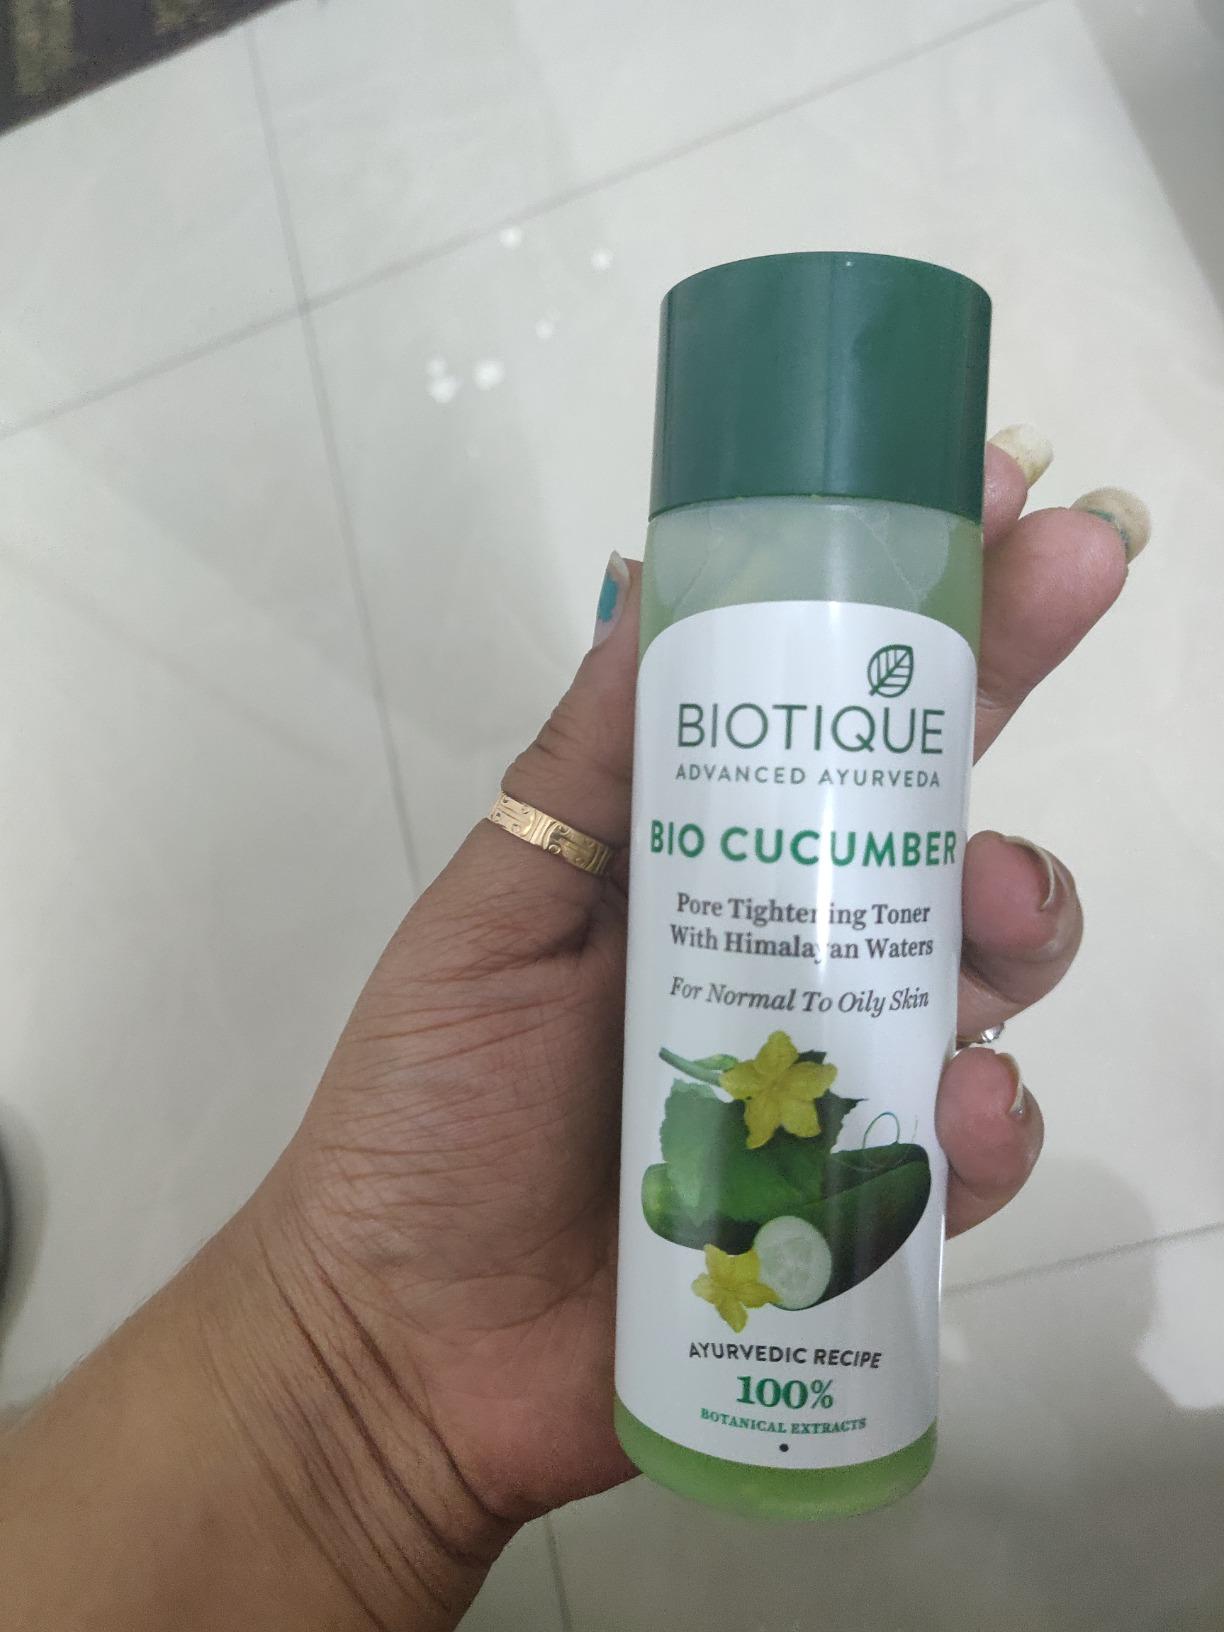 BIOTIQUE
ADVANCED AYURVEDA
BIO CUCUMBER
Pore Tightening Toner
With Himalayan Waters
For Normal To Oily Skin
AYURVEDIC RECIPE
100%
BOTANICAL EXTRACTS